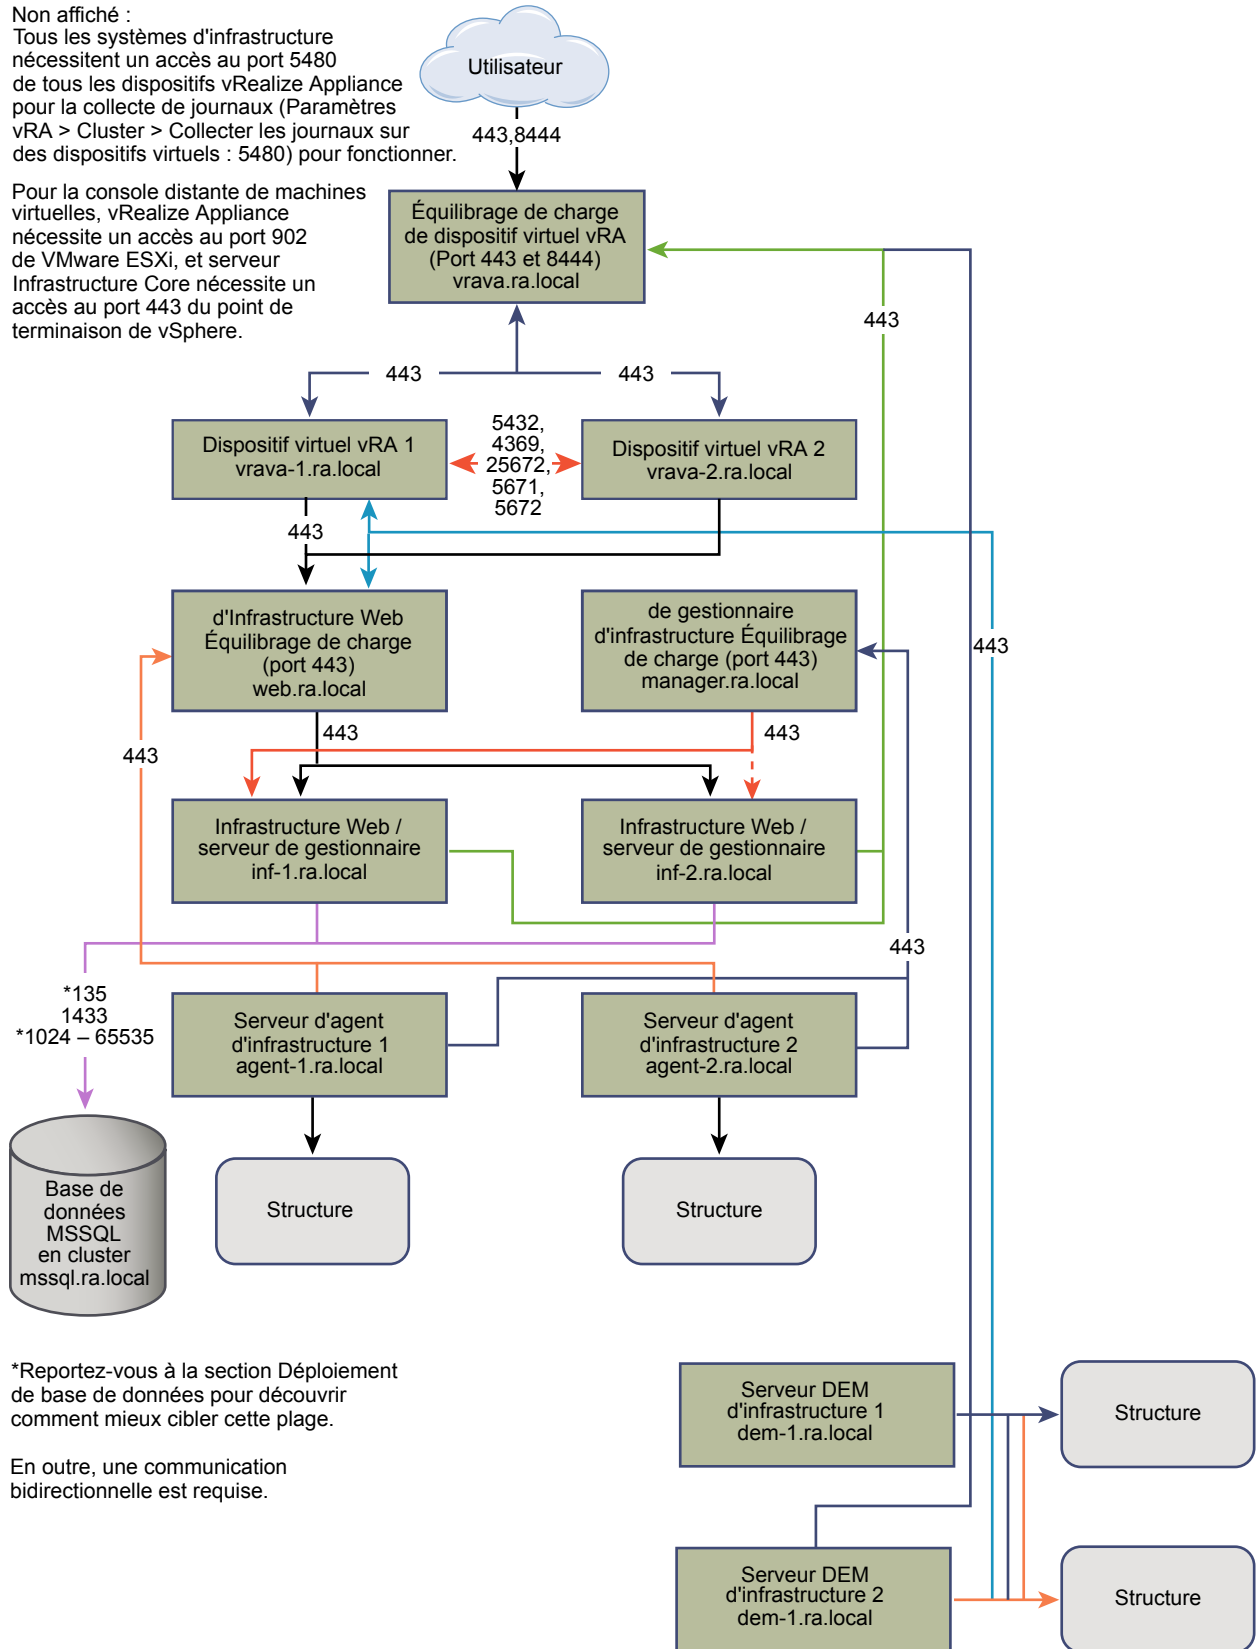 Non affiché :
Tous les systèmes d'infrastructure
nécessitent un accès au port 5480
de tous les dispositifs vRealize Appliance
pour la collecte de journaux (Paramètres
vRA > Cluster > Collecter les journaux sur
des dispositifs virtuels : 5480) pour fonctionner.
Pour la console distante de machines
virtuelles, vRealize Appliance
nécessite un accès au port 902
de VMware ESXi, et serveur
Infrastructure Core nécessite un
accès au port 443 du point de
terminaison de vSphere.
Utilisateur
443,8444
Équilibrage de charge
de dispositif virtuel vRA
(Port 443 et 8444)
vrava.ra.local
443
443
443
Dispositif virtuel vRA 1
vrava-1.ra.local
5432,
4369,
25672,
5671,
5672
Dispositif virtuel vRA 2
vrava-2.ra.local
443
d'Infrastructure Web
Équilibrage de charge
(port 443)
web.ra.local
de gestionnaire
d'infrastructure Équilibrage
de charge (port 443)
manager.ra.local
443
443
443
443
Infrastructure Web /
serveur de gestionnaire
inf-1.ra.local
Infrastructure Web /
serveur de gestionnaire
inf-2.ra.local
443
*135
1433
*1024 – 65535
Serveur d'agent
d'infrastructure 1
agent-1.ra.local
Serveur d'agent
d'infrastructure 2
agent-2.ra.local
Base de
données
MSSQL
en cluster
mssql.ra.local
Structure
Structure
*Reportez-vous à la section Déploiement
de base de données pour découvrir
comment mieux cibler cette plage.
En outre, une communication
bidirectionnelle est requise.
Serveur DEM
d'infrastructure 1
dem-1.ra.local
Structure
Serveur DEM
d'infrastructure 2
dem-1.ra.local
Structure